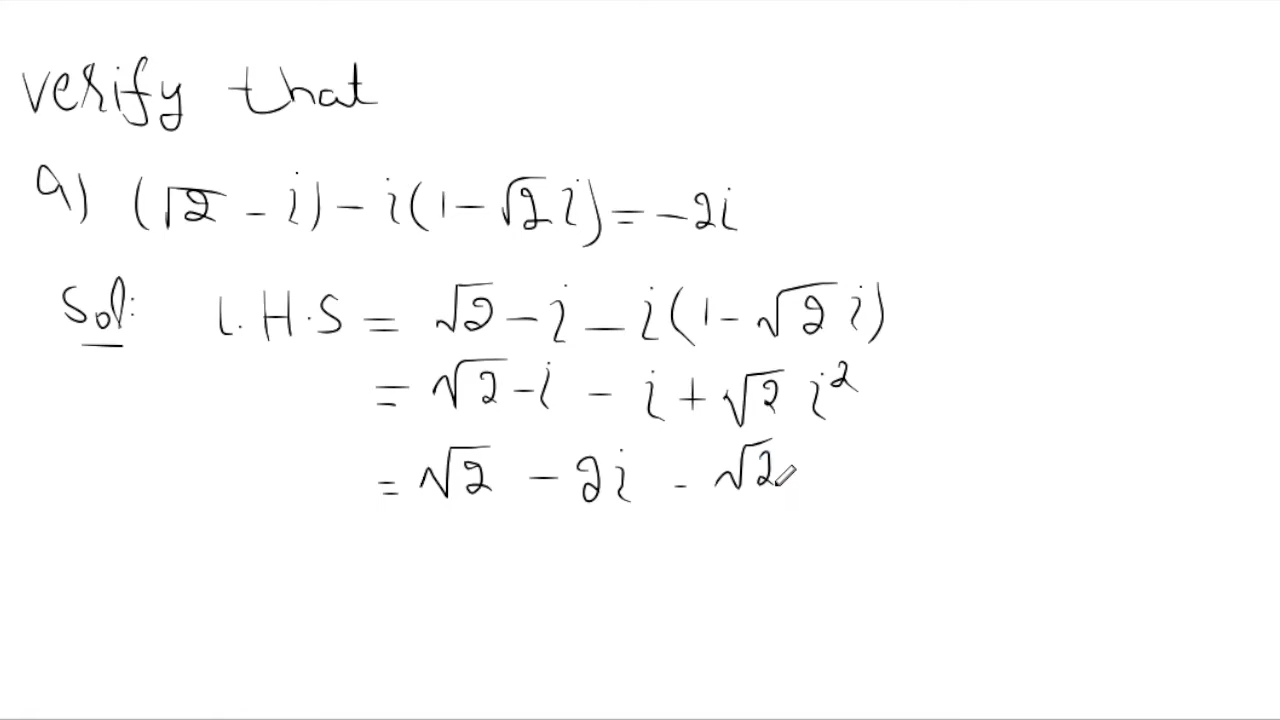 verify that
a) (√2 - i) - i(1 - √2 i) = -2i
Sol: L.H.S = √2 - i - i(1 - √2 i)
= √2 - i - i + √2 i²
= √2 - 2i - √2